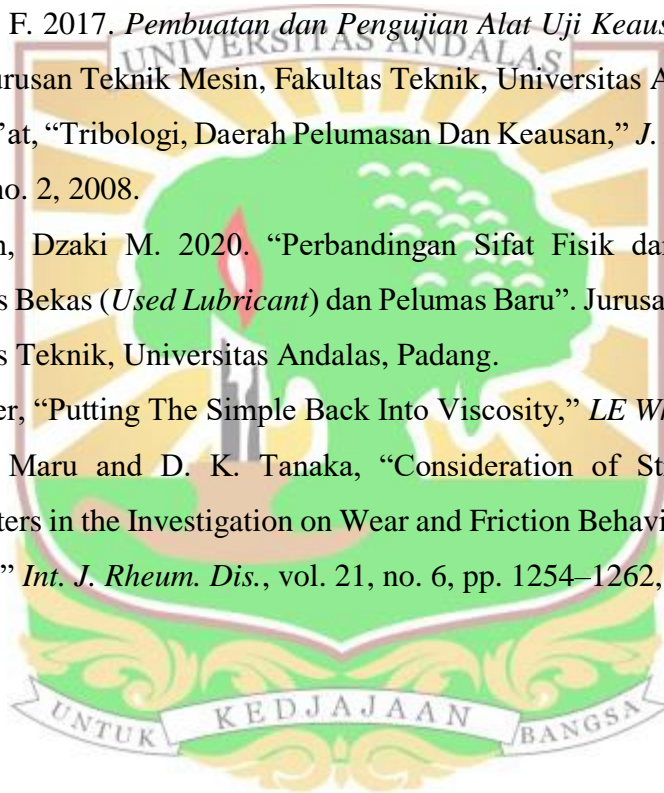 F. 2017. Pembuatan dan Pengujian Alat Uji Keaus
UNIVERSITAS ANDALAS
urusan Teknik Mesin, Fakultas Teknik, Universitas A
'at, “Tribologi, Daerah Pelumasan Dan Keausan,” J.
no. 2, 2008.
n, Dzaki M. 2020. “Perbandingan Sifat Fisik da
s Bekas (Used Lubricant) dan Pelumas Baru”. Jurusa
s Teknik, Universitas Andalas, Padang.
er, “Putting The Simple Back Into Viscosity,” LE Wh
Maru and D. K. Tanaka, “Consideration of St
ters in the Investigation on Wear and Friction Behavi
” Int. J. Rheum. Dis., vol. 21, no. 6, pp. 1254–1262,
UNTUK KEDJAJAAN BANGSA